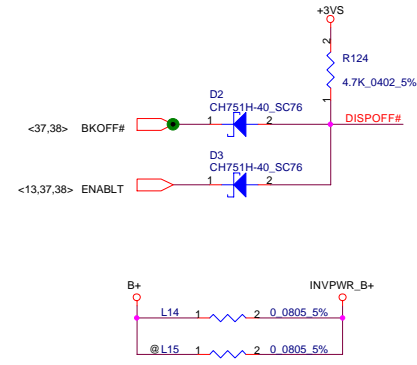 +3VS
2
R124
4.7K_0402_5%
1
D2
CH751H-40_SC76
<37,38> BKOFF# 1 2 DISPOFF#
D3
CH751H-40_SC76
<13,37,38> ENABLT 1 2
B+ INVPWR_B+
L14 1 2 0_0805_5%
@L15 1 2 0_0805_5%